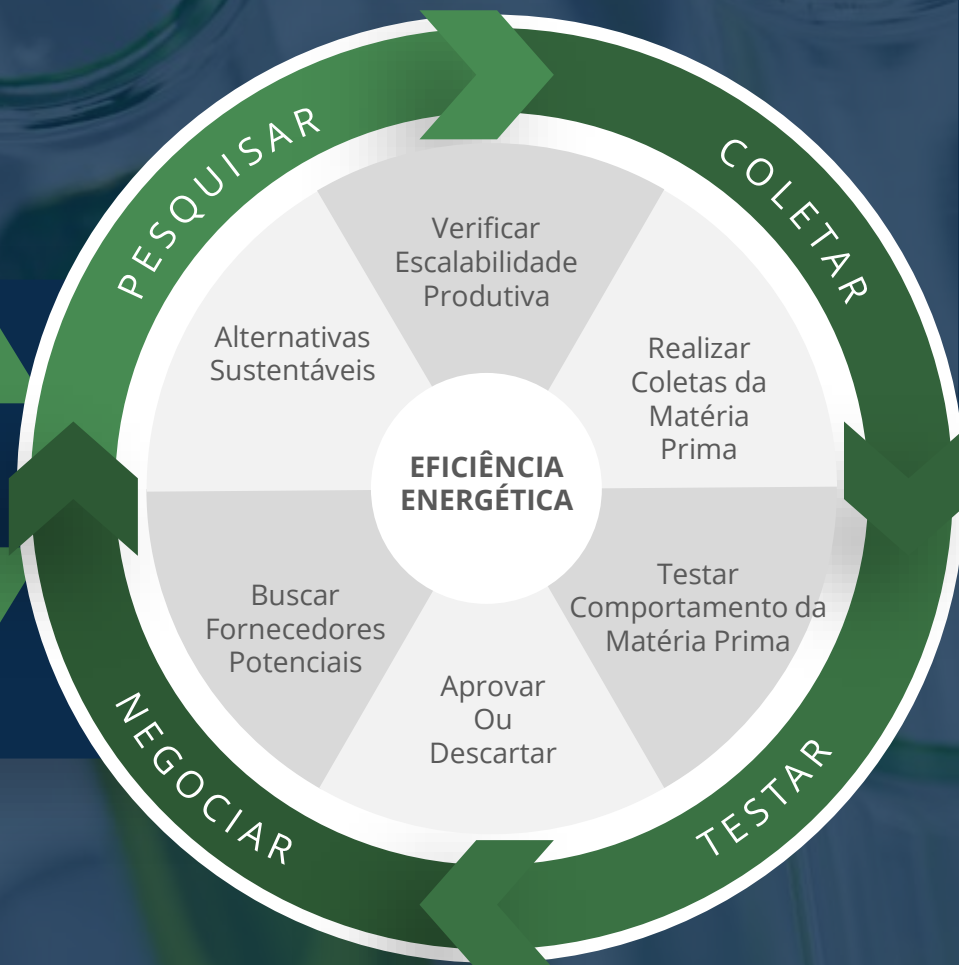 PESQUISAR
COLETAR
Verificar
Escalabilidade
Produtiva
Alternativas
Sustentáveis
Realizar
Coletas da
Matéria
Prima
EFICIÊNCIA
ENERGÉTICA
Testar
Comportamento da
Matéria Prima
Buscar
Fornecedores
Potenciais
Aprovar
Ou
Descartar
NEGOCIAR
TESTAR